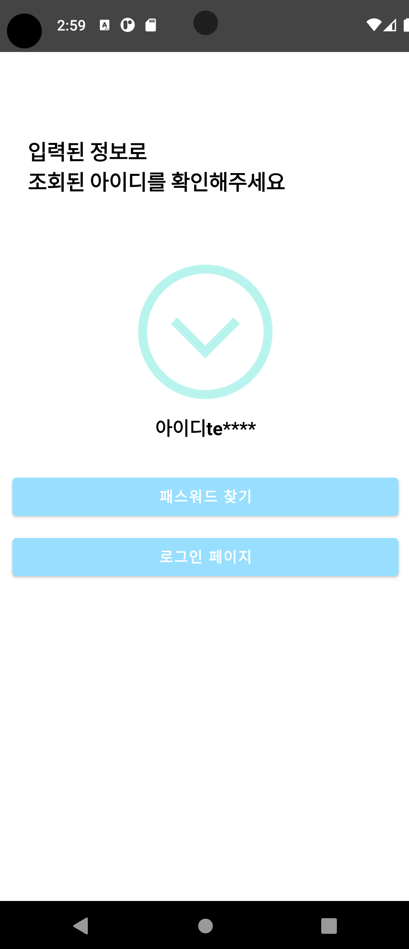 2:59
입력된 정보로
조회된 아이디를 확인해주세요
아이디te****
패스워드 찾기
로그인 페이지